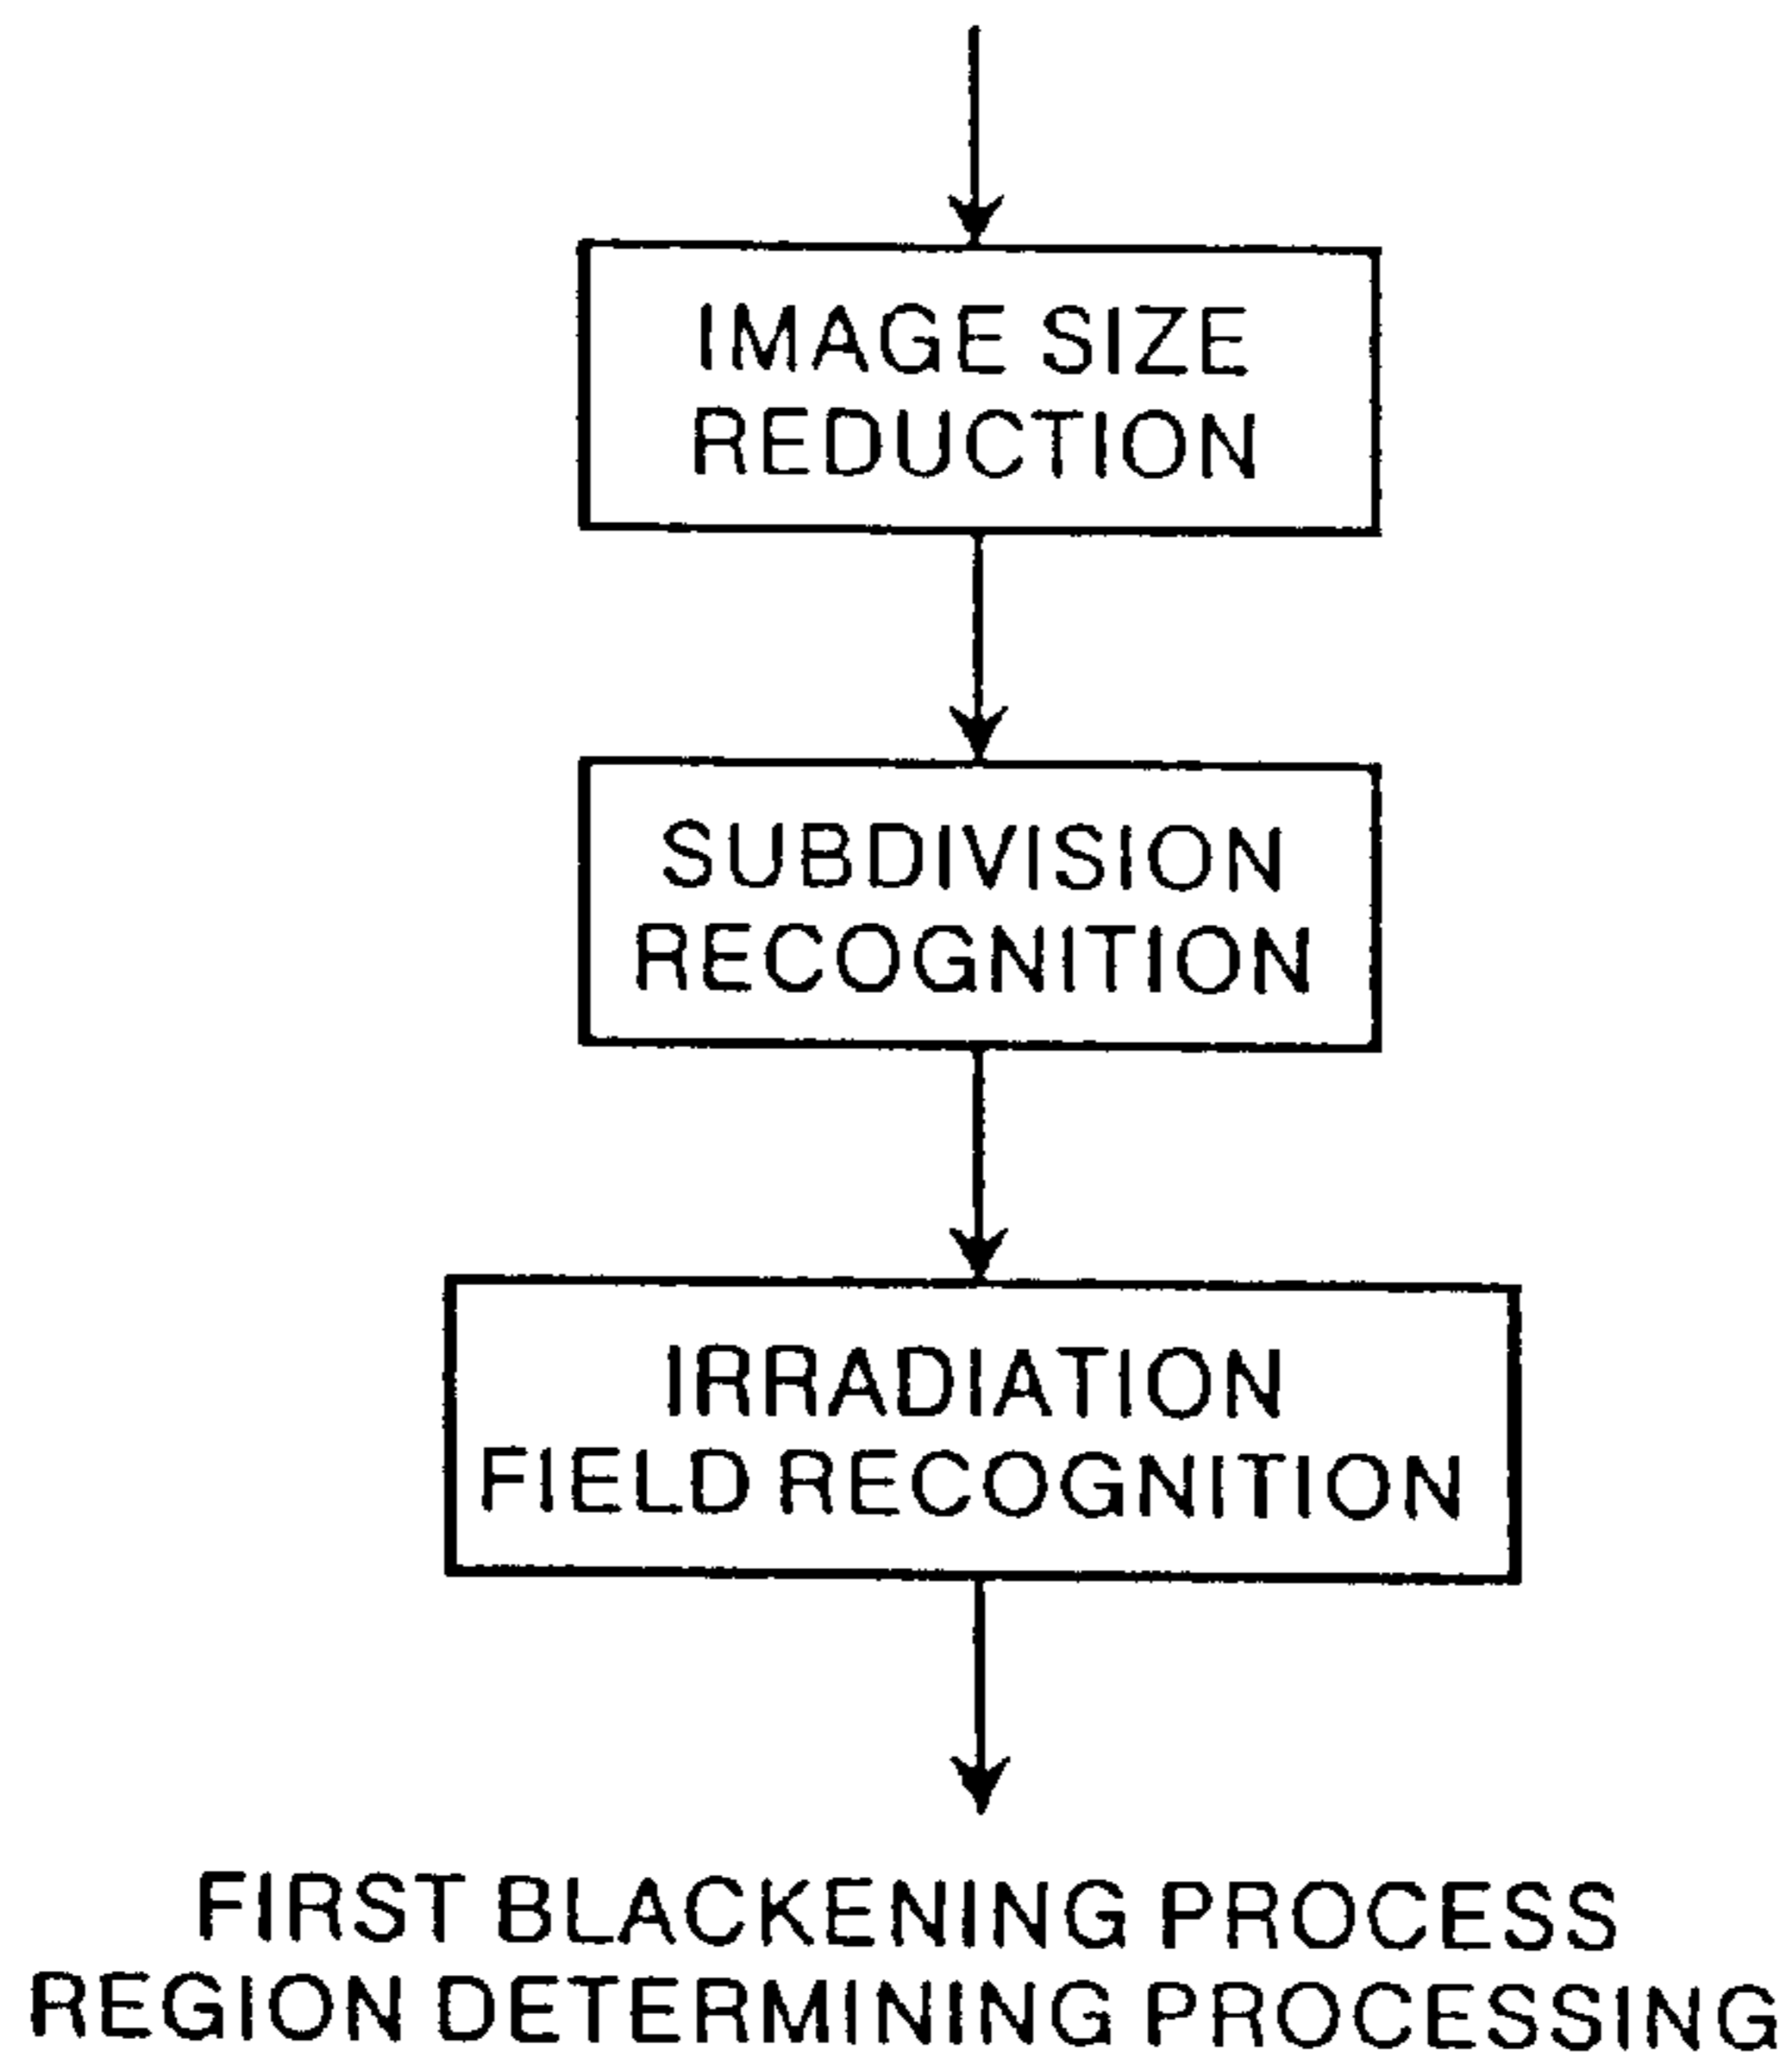 IMAGE SIZE
REDUCTION
SUBDIVISION
RECOGNITION
IRRADIATION
FIELD RECOGNITION
FIRST BLACKENING PROCESS
REGION DETERMINING PROCESSING